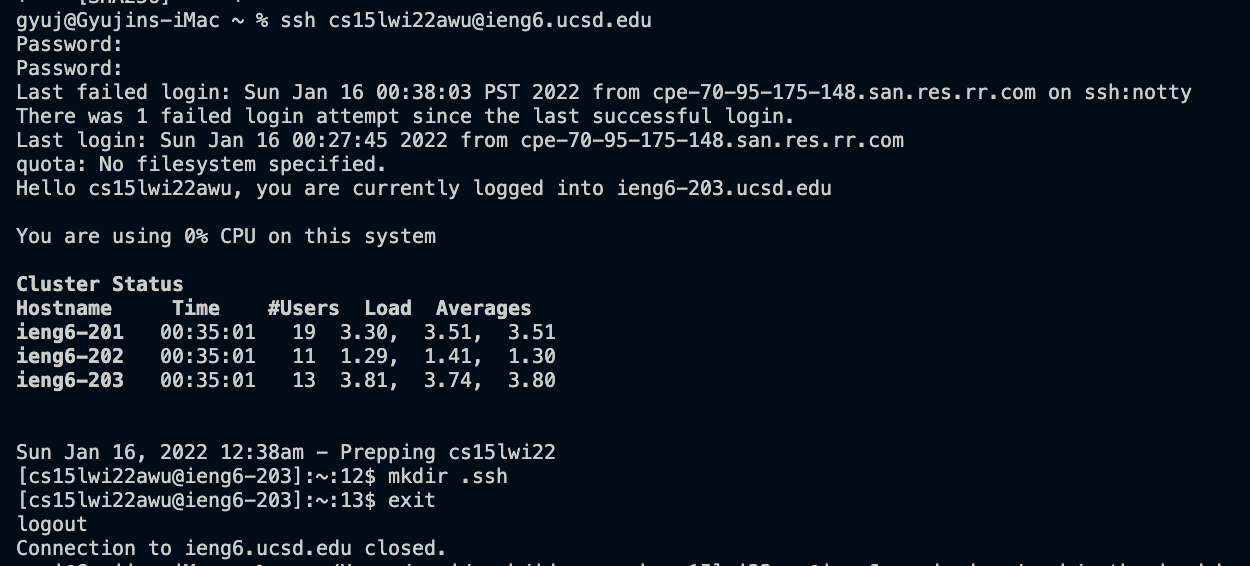 gyuj@Gyujins-iMac ~ % ssh cs15lwi22awu@ieng6.ucsd.edu
Password:
Password:
Last failed login: Sun Jan 16 00:38:03 PST 2022 from cpe-70-95-175-148.san.res.rr.com on ssh:notty
There was 1 failed login attempt since the last successful login.
Last login: Sun Jan 16 00:27:45 2022 from cpe-70-95-175-148.san.res.rr.com
quota: No filesystem specified.
Hello cs15lwi22awu, you are currently logged into ieng6-203.ucsd.edu
You are using 0% CPU on this system
Cluster Status
Hostname Time #Users Load Averages
ieng6-201 00:35:01 19 3.30, 3.51, 3.51
ieng6-202 00:35:01 11 1.29, 1.41, 1.30
ieng6-203 00:35:01 13 3.81, 3.74, 3.80
Sun Jan 16, 2022 12:38am - Prepping cs15lwi22
[cs15lwi22awu@ieng6-203]:~:12$ mkdir .ssh
[cs15lwi22awu@ieng6-203]:~:13$ exit
logout
Connection to ieng6.ucsd.edu closed.